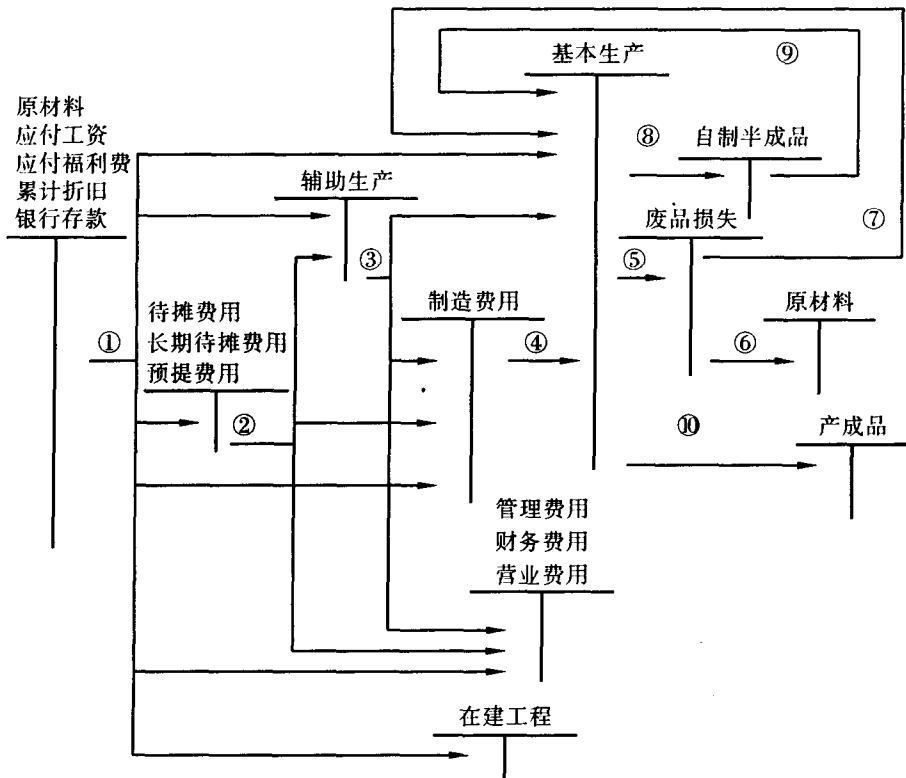 基本生产
⑨
原材料
应付工资
应付福利费
累计折旧
银行存款
⑧
自制半成品
辅助生产
废品损失
⑦
③
⑤
制造费用
原材料
待摊费用
长期待摊费用
预提费用
①
④
⑥
②
⑩
产成品
管理费用
财务费用
营业费用
在建工程